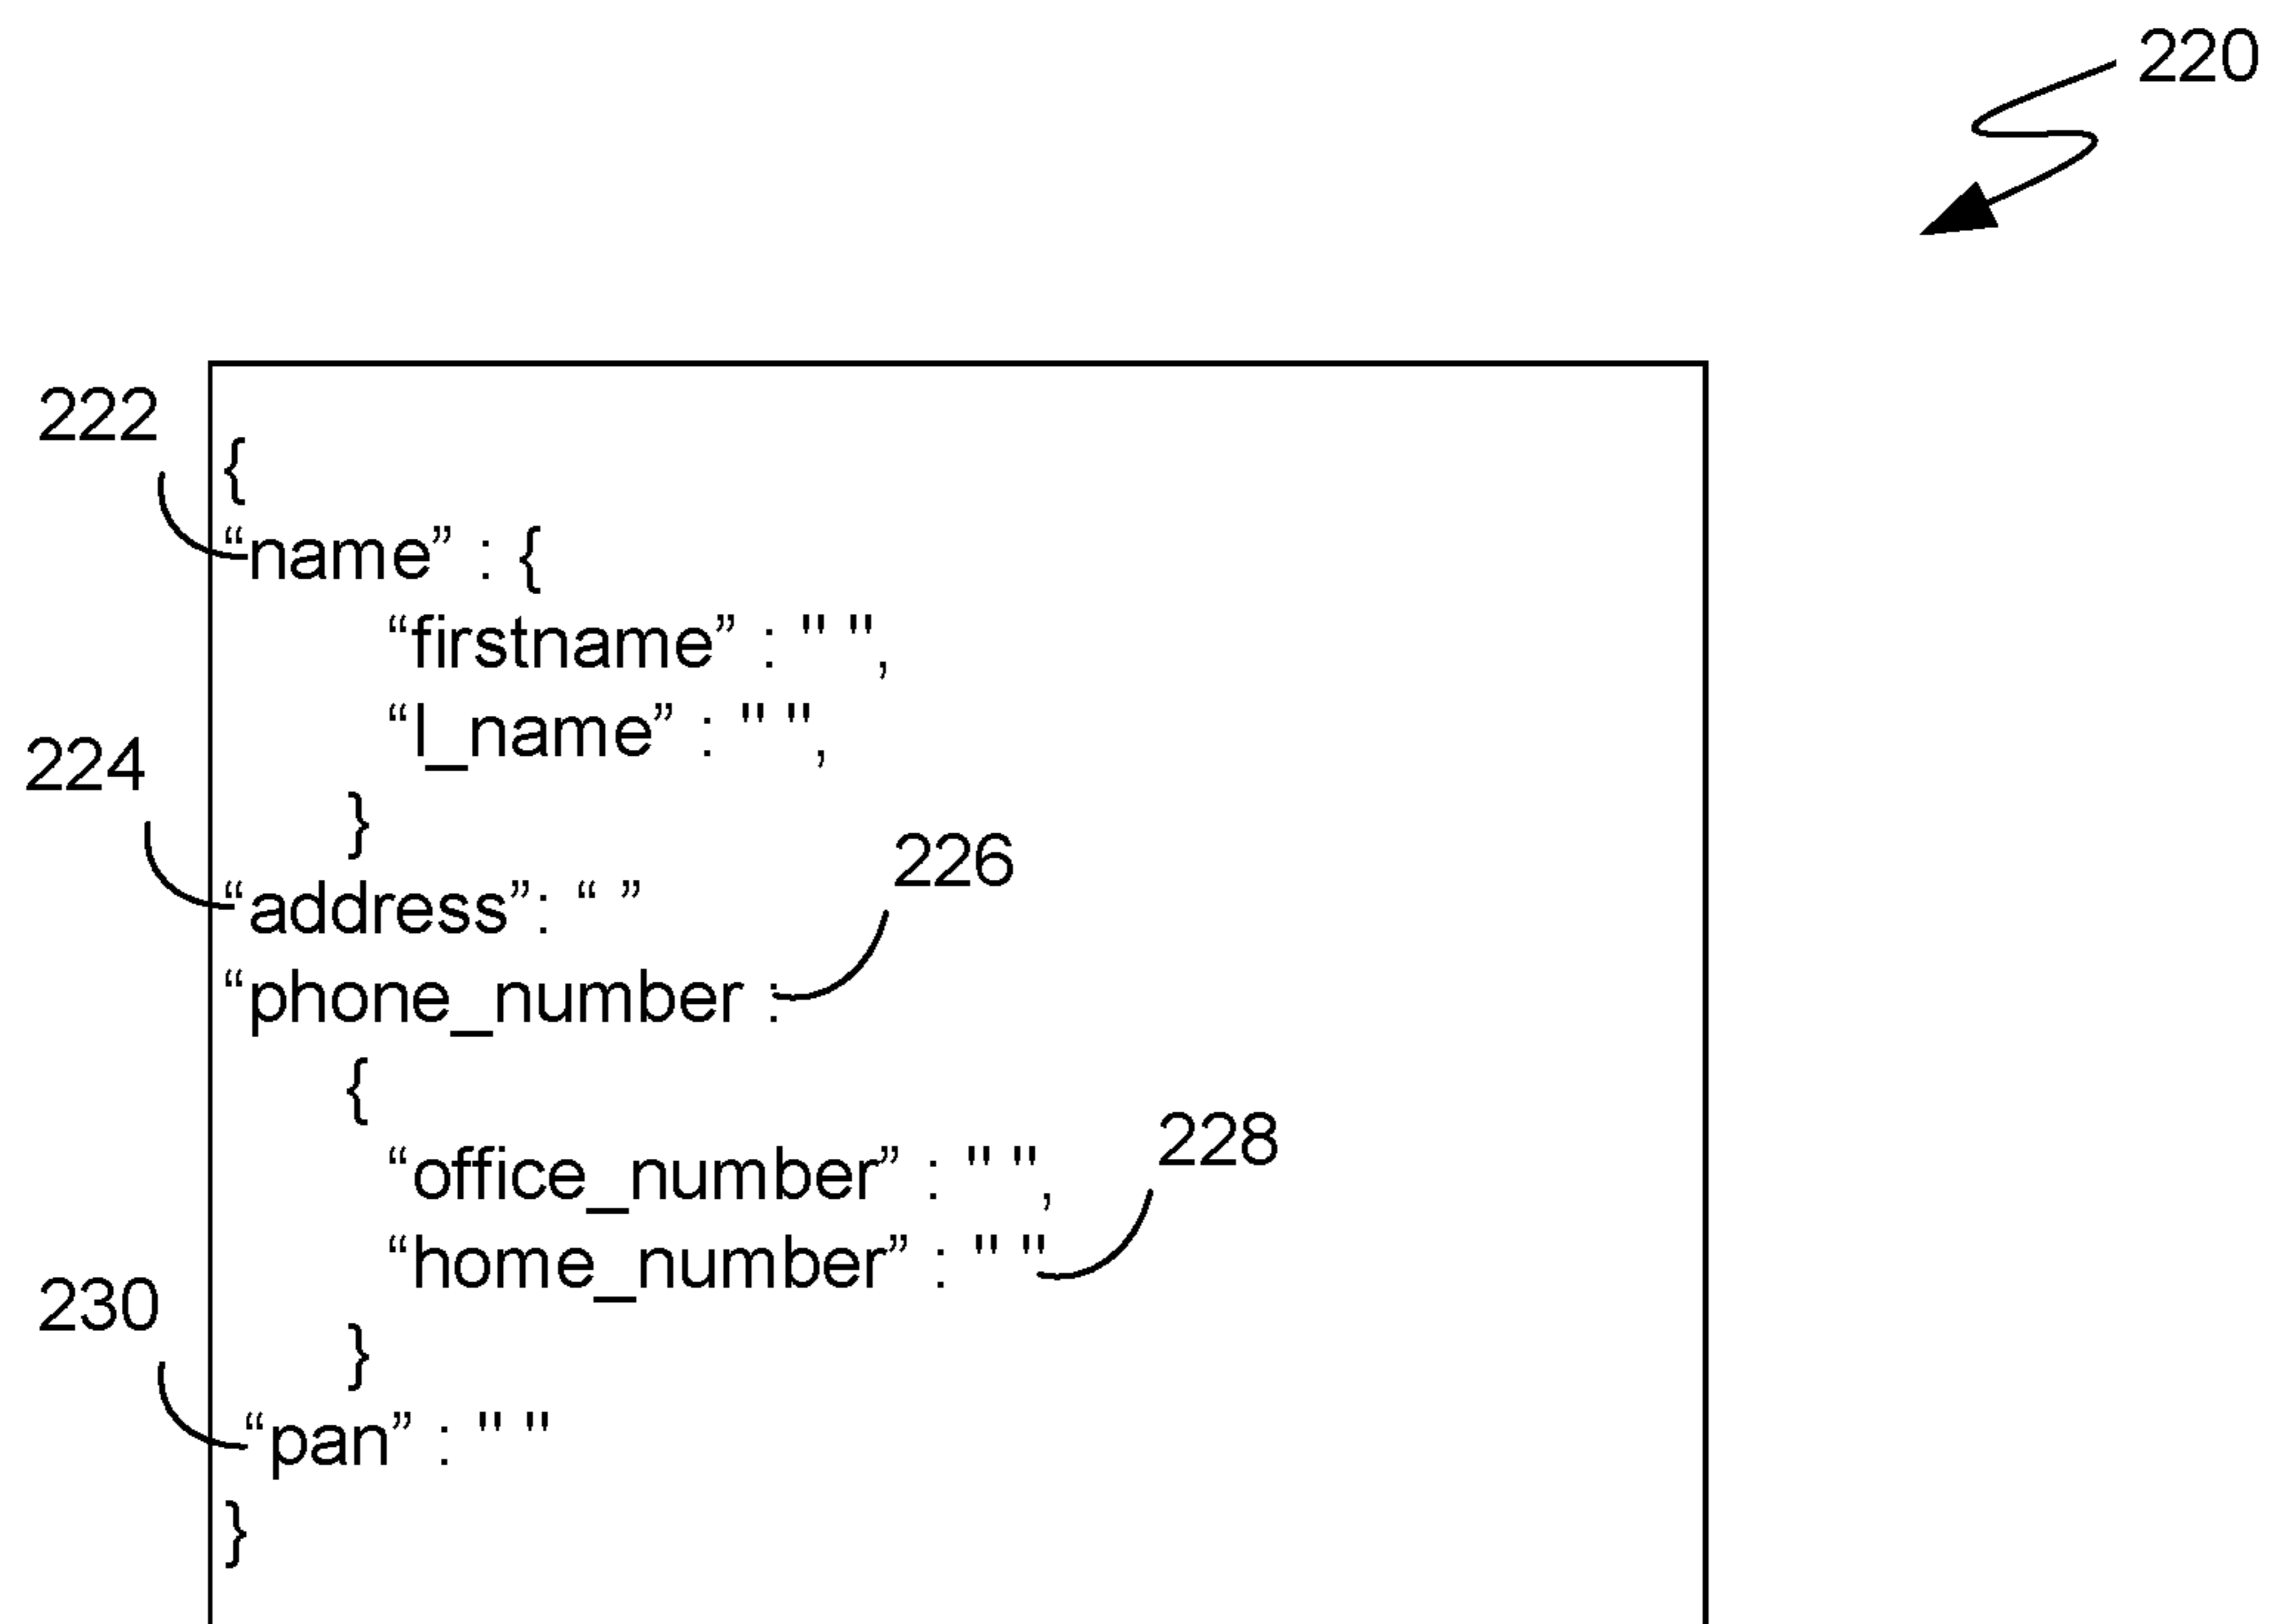 220
222
{
“name” : {
“firstname” : " ",
“l_name” : " ",
224
}
226
“address”: “ ”
“phone_number :
{
228
“office_number” : " ",
“home_number” : " "
230
}
“pan” : " "
}